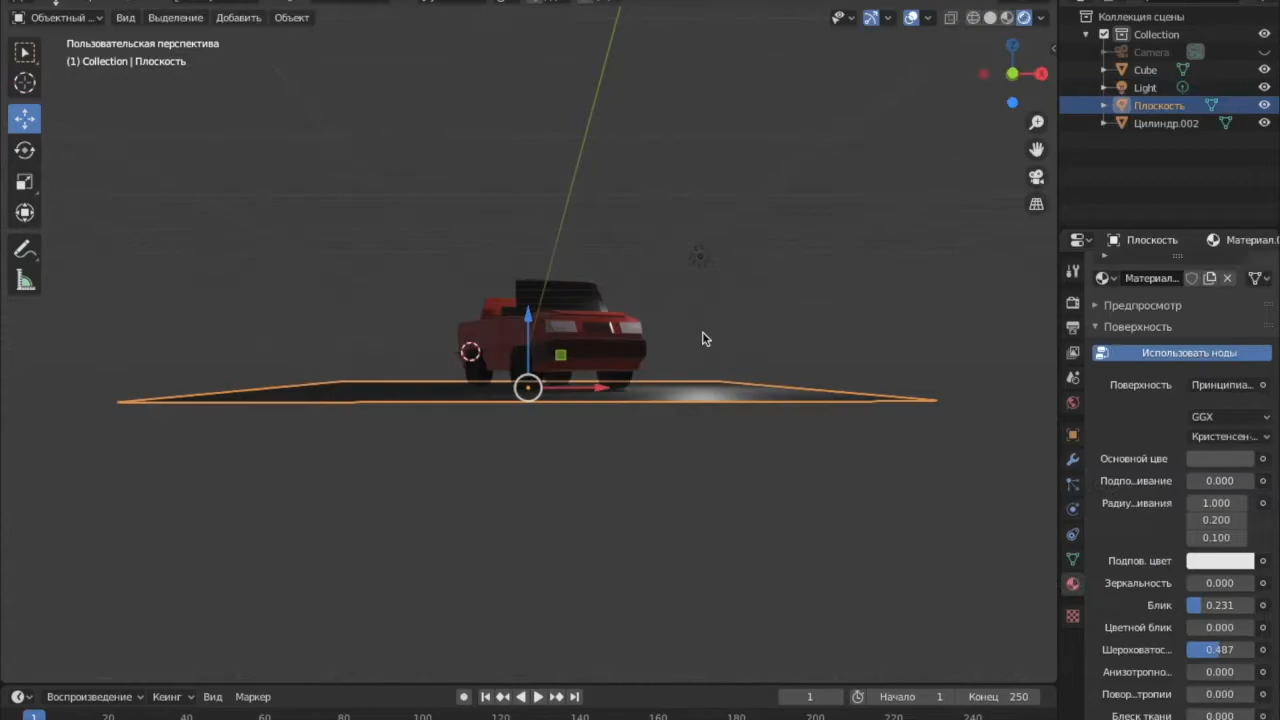 Объектный ...
Вид
Выделение
Добавить
Объект
Пользовательская перспектива
(1) Collection | Плоскость
Z
X
Коллекция сцены
Collection
Camera
Cube
Light
Плоскость
Цилиндр.002
Плоскость
Материал.0
Материал...
Предпросмотр
Поверхность
Использовать ноды
Поверхность
Принципиа...
GGX
Кристенсен-...
Основной цве
Подпо...ивание
0.000
Радиу...ивания
1.000
0.200
0.100
Подпов. цвет
Зеркальность
0.000
Блик
0.231
Цветной блик
0.000
Шероховатос...
0.487
Анизотропно...
0.000
Повор...тропии
0.000
Блеск ткани
0.000
Воспроизведение
Кеинг
Вид
Маркер
1
Начало
1
Конец
250
1
20
40
60
80
100
120
140
160
180
200
220
240